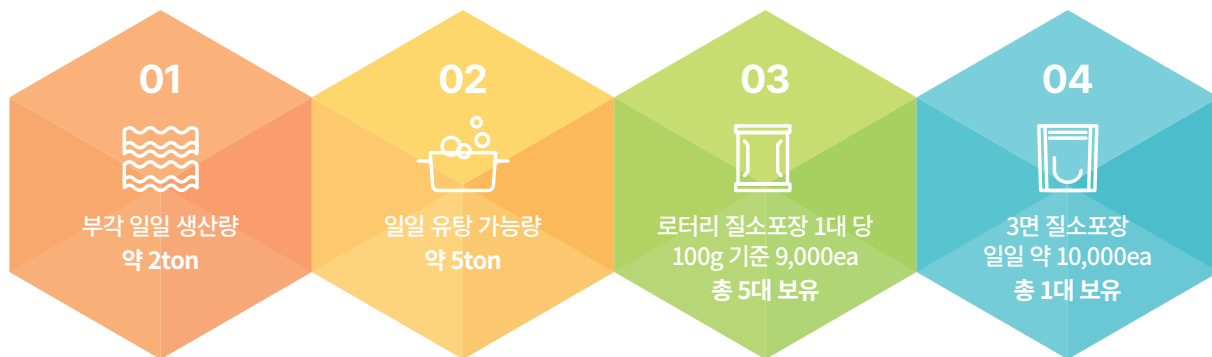 01
부각 일일 생산량
약 2ton
02
일일 유탕 가능량
약 5ton
03
로터리 질소포장 1대 당
100g 기준 9,000ea
총 5대 보유
04
3면 질소포장
일일 약 10,000ea
총 1대 보유